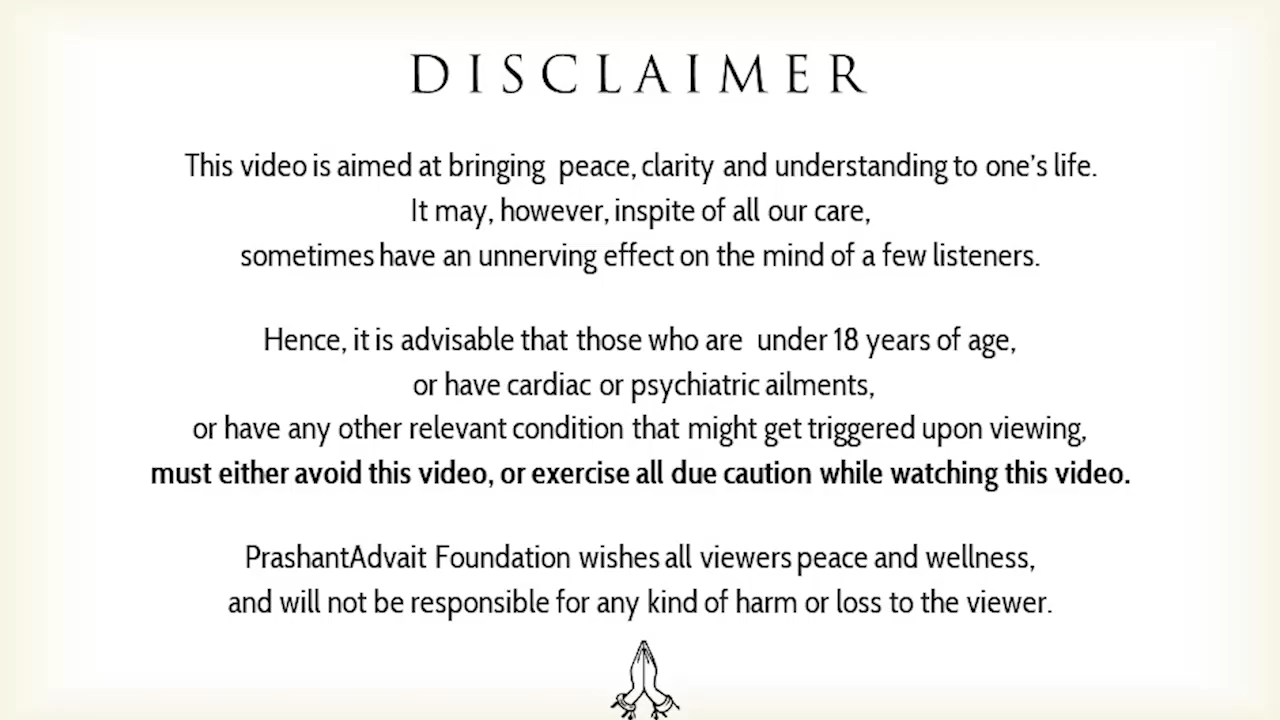 DISCLAIMER
This video is aimed at bringing peace, clarity and understanding to one's life.
It may, however, inspite of all our care,
sometimes have an unnerving effect on the mind of a few listeners.
Hence, it is advisable that those who are under 18 years of age,
or have cardiac or psychiatric ailments,
or have any other relevant condition that might get triggered upon viewing,
must either avoid this video, or exercise all due caution while watching this video.
PrashantAdvait Foundation wishes all viewers peace and wellness,
and will not be responsible for any kind of harm or loss to the viewer.